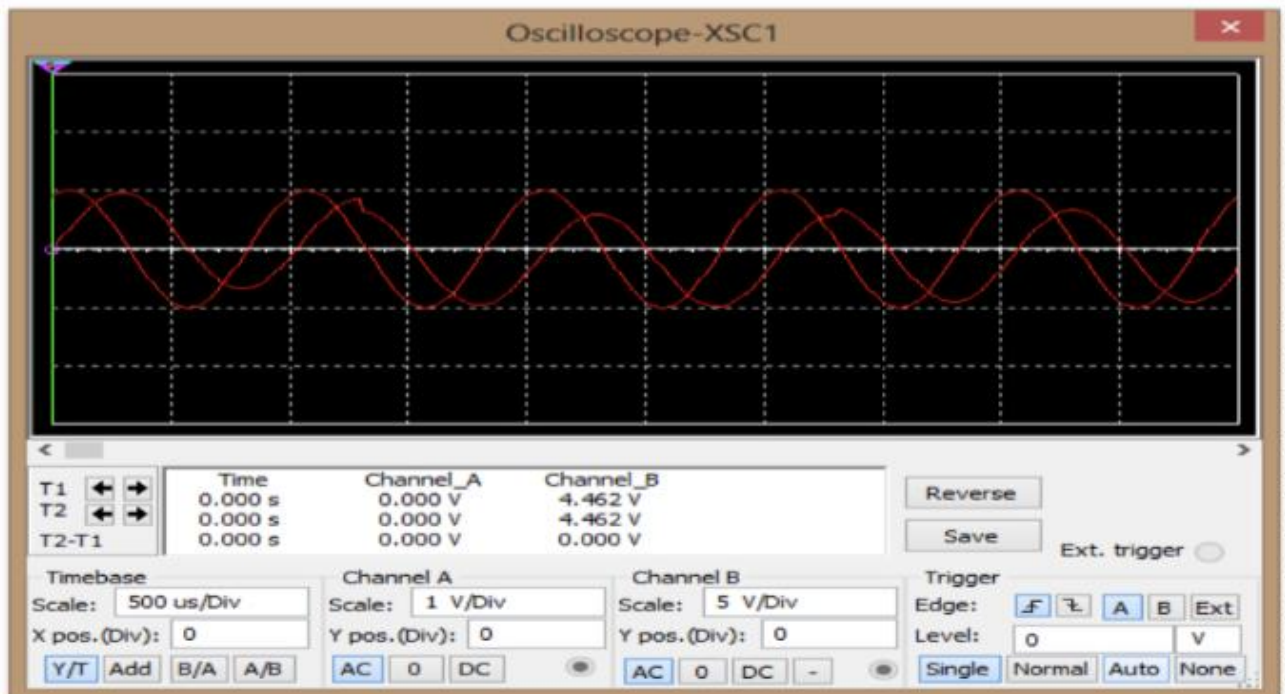 Oscilloscope-XSC1
×
T1
T2
T2-T1
Time Channel_A Channel_B
0.000 s 0.000 V 4.462 V
0.000 s 0.000 V 4.462 V
0.000 s 0.000 V 0.000 V
Reverse
Save
Ext. trigger
Timebase
Scale: 500 us/Div
X pos.(Div): 0
Y/T Add B/A A/B
Channel A
Scale: 1 V/Div
Y pos.(Div): 0
AC 0 DC
Channel B
Scale: 5 V/Div
Y pos.(Div): 0
AC 0 DC -
Trigger
Edge: A B Ext
Level: 0 V
Single Normal Auto None